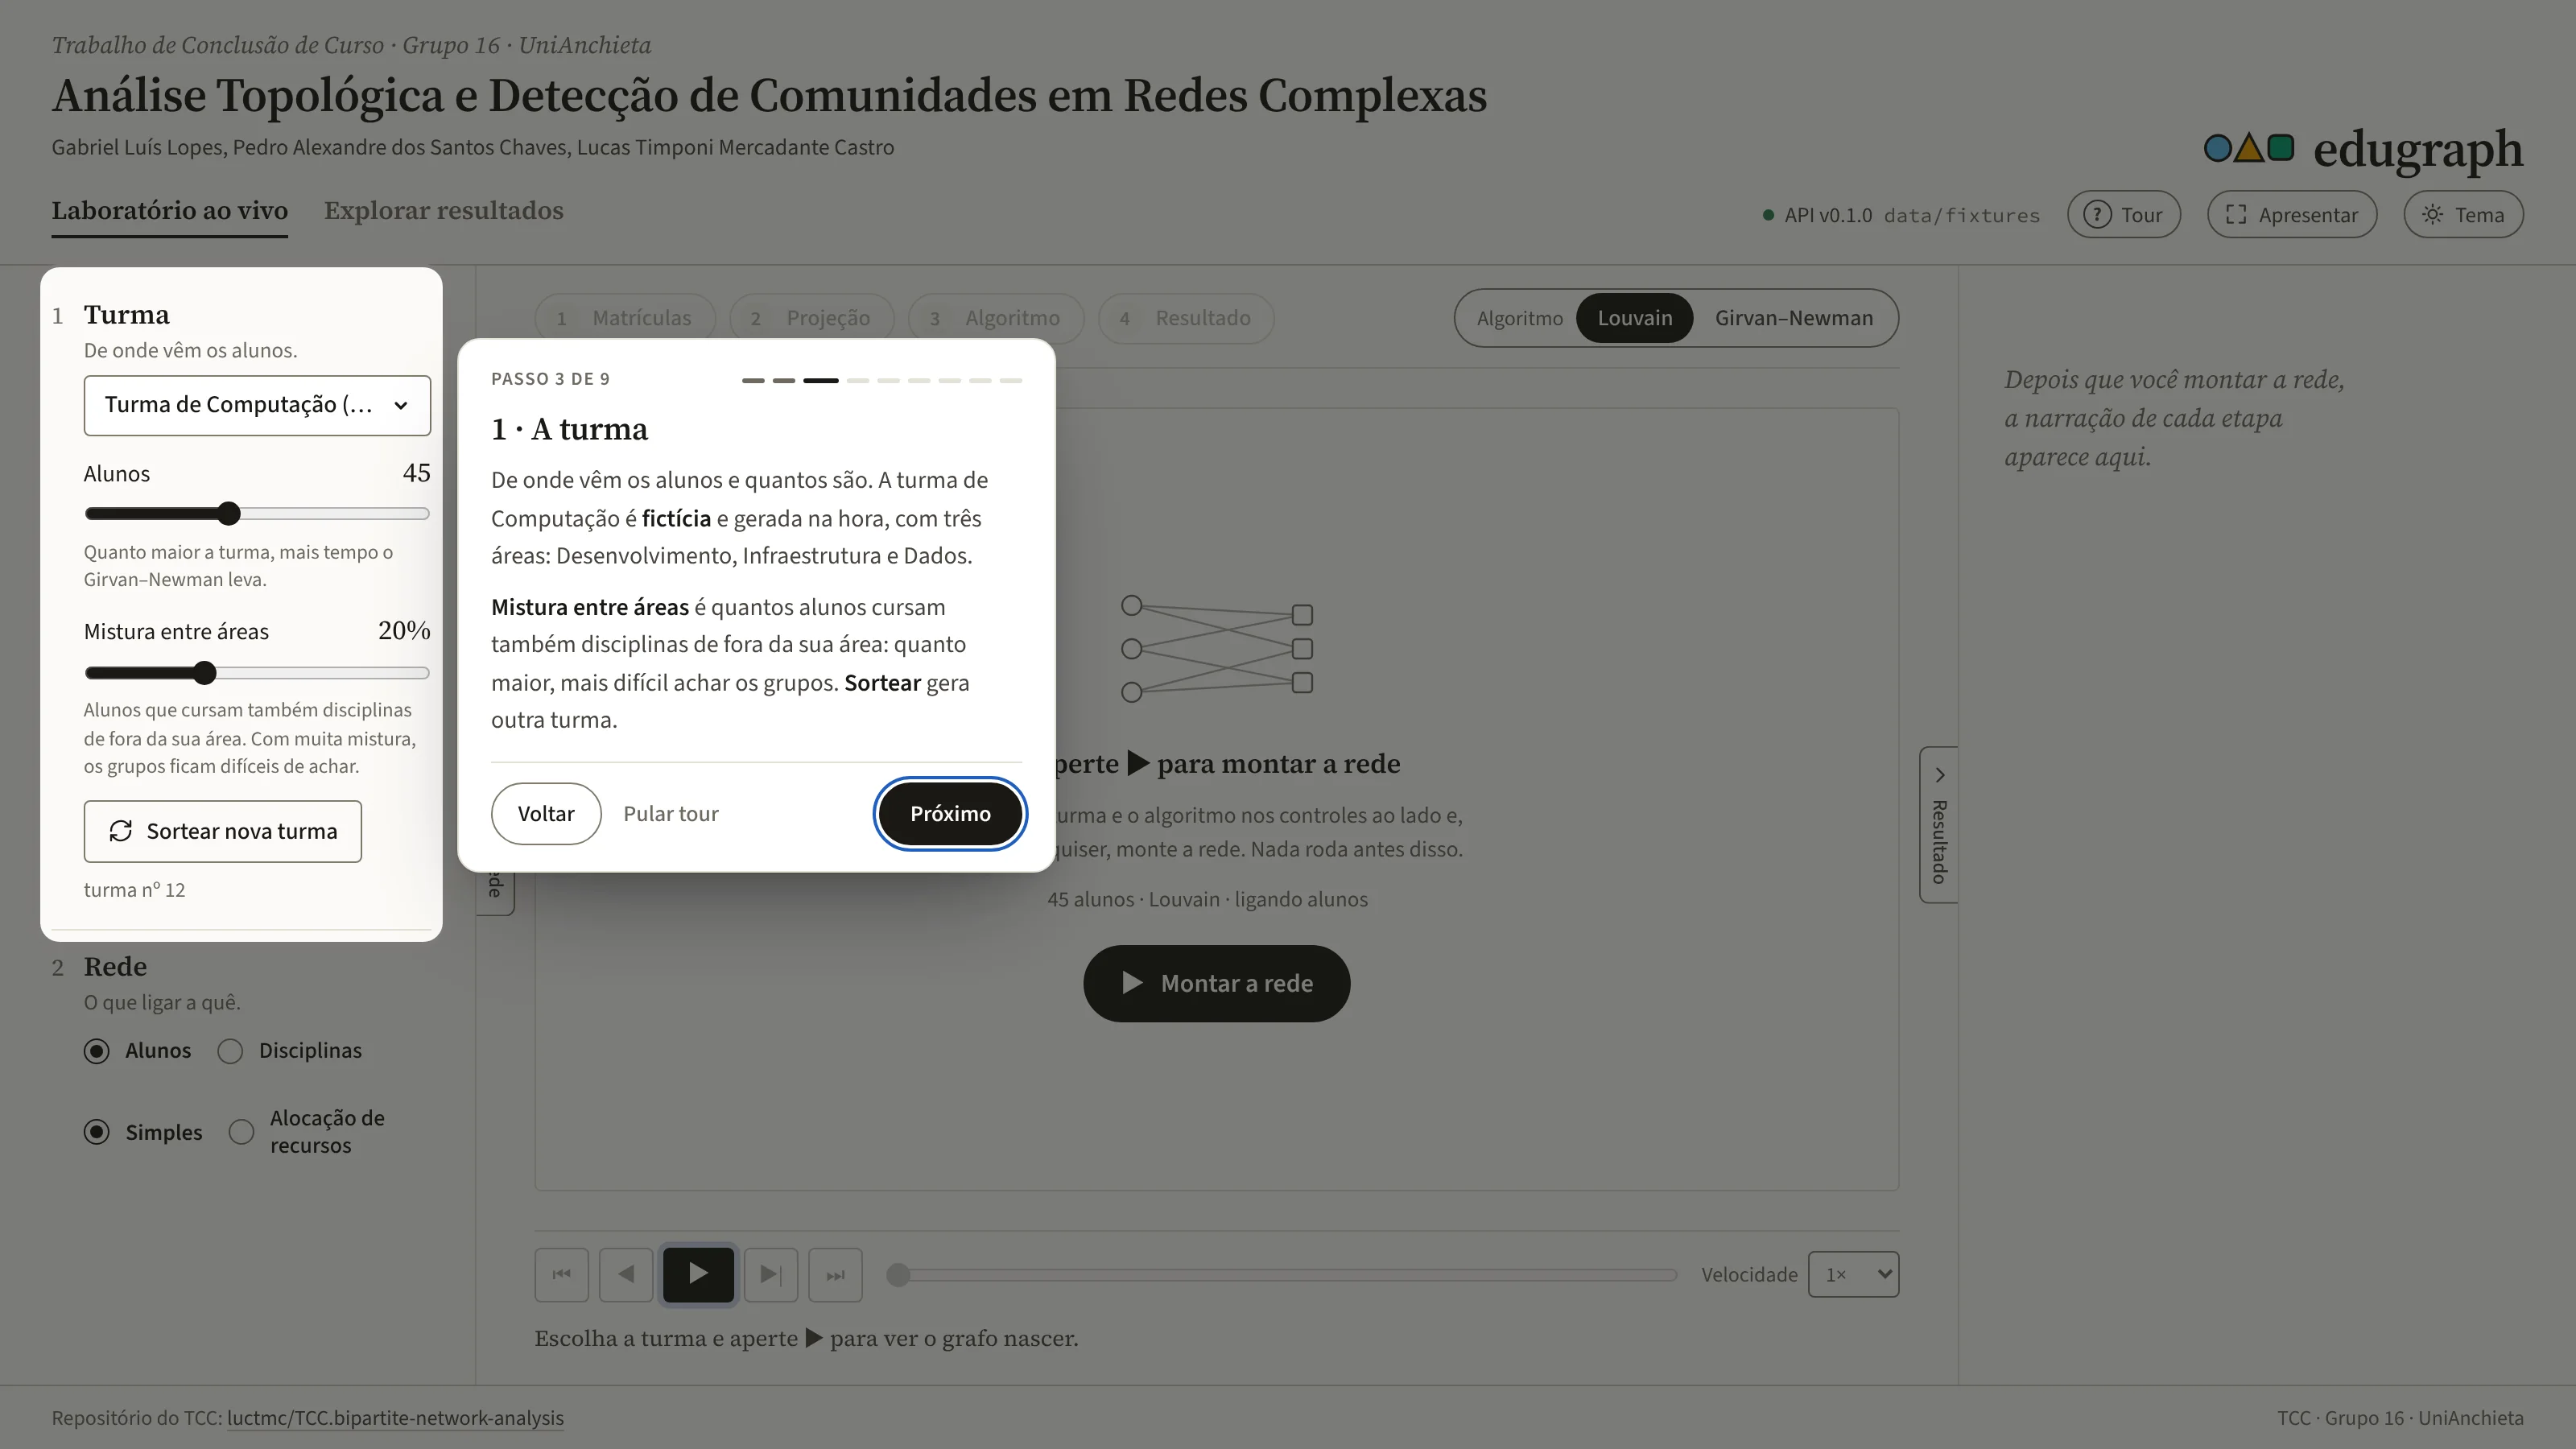 Trabalho de Conclusão de Curso · Grupo 16 · UniAnchieta
Análise Topológica e Detecção de Comunidades em Redes Complexas
Gabriel Luís Lopes, Pedro Alexandre dos Santos Chaves, Lucas Timponi Mercadante Castro
edugraph
Laboratório ao vivo
Explorar resultados
API v0.1.0 data/fixtures
? Tour
Apresentar
Tema
1 Turma
De onde vêm os alunos.
Turma de Computação (…
Alunos 45
Quanto maior a turma, mais tempo o
Girvan–Newman leva.
Mistura entre áreas 20%
Alunos que cursam também disciplinas
de fora da sua área. Com muita mistura,
os grupos ficam difíceis de achar.
Sortear nova turma
turma nº 12
2 Rede
O que ligar a quê.
Alunos
Disciplinas
Simples
Alocação de
recursos
1 Matrículas
2 Projeção
3 Algoritmo
4 Resultado
Algoritmo Louvain Girvan–Newman
PASSO 3 DE 9
1 · A turma
De onde vêm os alunos e quantos são. A turma de
Computação é fictícia e gerada na hora, com três
áreas: Desenvolvimento, Infraestrutura e Dados.
Mistura entre áreas é quantos alunos cursam
também disciplinas de fora da sua área: quanto
maior, mais difícil achar os grupos. Sortear gera
outra turma.
Voltar
Pular tour
Próximo
perte ▶ para montar a rede
urma e o algoritmo nos controles ao lado e,
quiser, monte a rede. Nada roda antes disso.
45 alunos · Louvain · ligando alunos
▶ Montar a rede
Resultado
Velocidade 1×
Escolha a turma e aperte ▶ para ver o grafo nascer.
Depois que você montar a rede,
a narração de cada etapa
aparece aqui.
Repositório do TCC: luctmc/TCC.bipartite-network-analysis
TCC · Grupo 16 · UniAnchieta